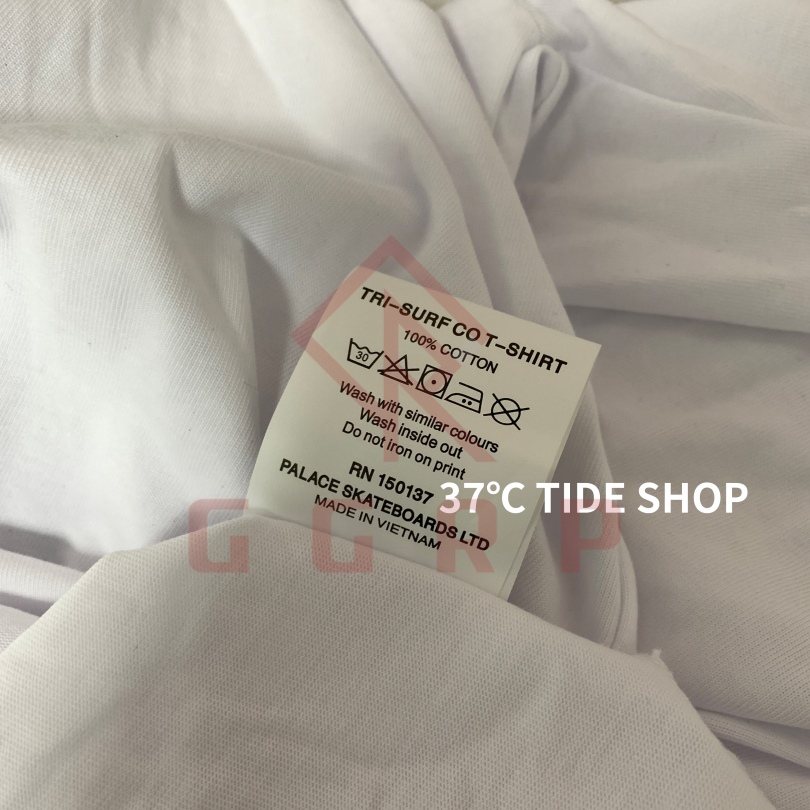 TRI-SURF CO T-SHIRT
100% COTTON
30
Wash with similar colours
Wash inside out
Do not iron on print
RN 150137
PALACE SKATEBOARDS LTD
MADE IN VIETNAM
37°C TIDE SHOP
GGRP